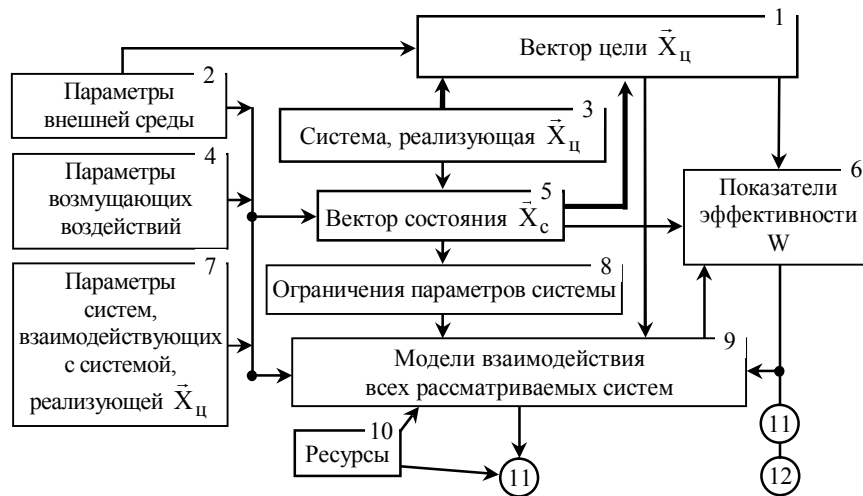 1
Вектор цели X⃗ц
2
Параметры
внешней среды
3
Система, реализующая X⃗ц
4
Параметры
возмущающих
воздействий
5
Вектор состояния X⃗с
6
Показатели
эффективности
W
7
Параметры
систем,
взаимодействующих
с системой,
реализующей X⃗ц
8
Ограничения параметров системы
9
Модели взаимодействия
всех рассматриваемых систем
10
Ресурсы
11
11
12